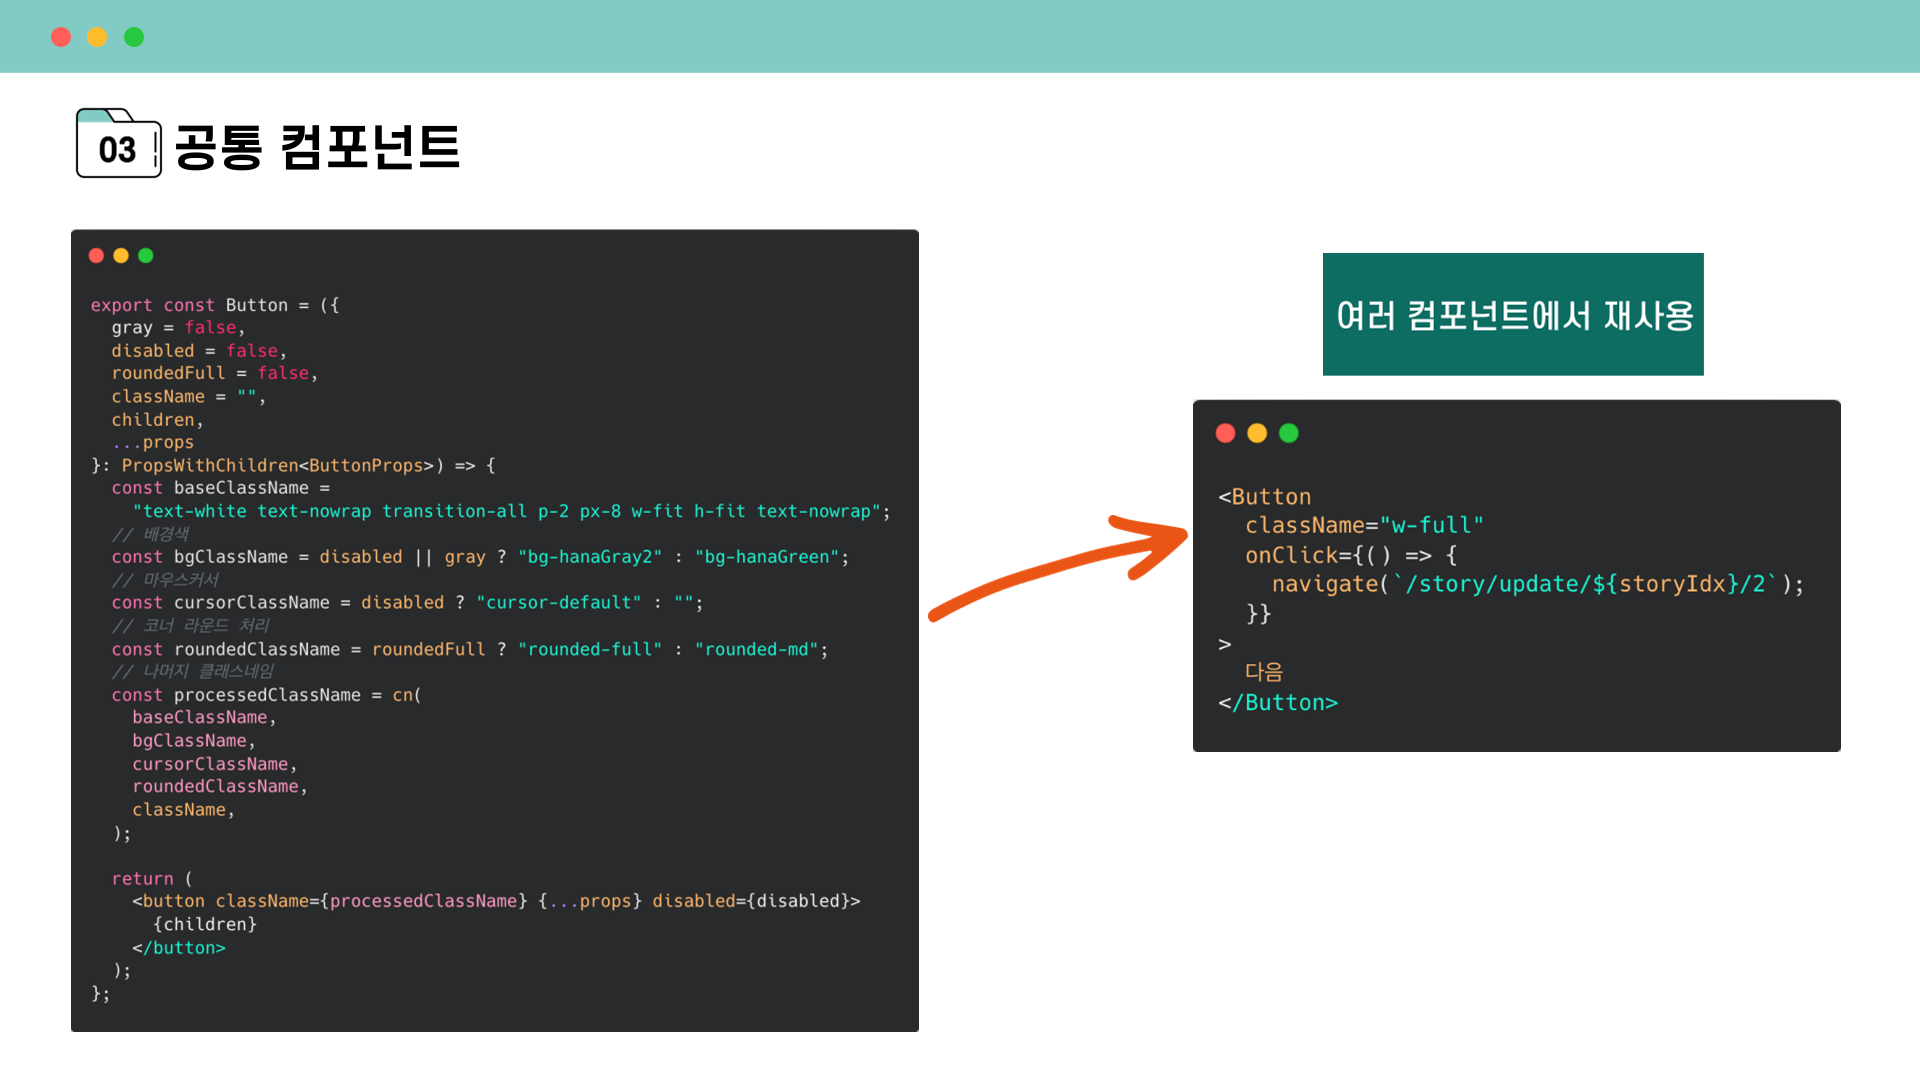 03 공통 컴포넌트
export const Button = ({
  gray = false,
  disabled = false,
  roundedFull = false,
  className = "",
  children,
  ...props
}: PropsWithChildren<ButtonProps>) => {
  const baseClassName =
    "text-white text-nowrap transition-all p-2 px-8 w-fit h-fit text-nowrap";
  // 배경색
  const bgClassName = disabled || gray ? "bg-hanaGray2" : "bg-hanaGreen";
  // 마우스커서
  const cursorClassName = disabled ? "cursor-default" : "";
  // 코너 라운드 처리
  const roundedClassName = roundedFull ? "rounded-full" : "rounded-md";
  // 나머지 클래스네임
  const processedClassName = cn(
    baseClassName,
    bgClassName,
    cursorClassName,
    roundedClassName,
    className,
  );

  return (
    <button className={processedClassName} {...props} disabled={disabled}>
      {children}
    </button>
  );
};
여러 컴포넌트에서 재사용
<Button
  className="w-full"
  onClick={() => {
    navigate(`/story/update/${storyIdx}/2`);
  }}
>
  다음
</Button>